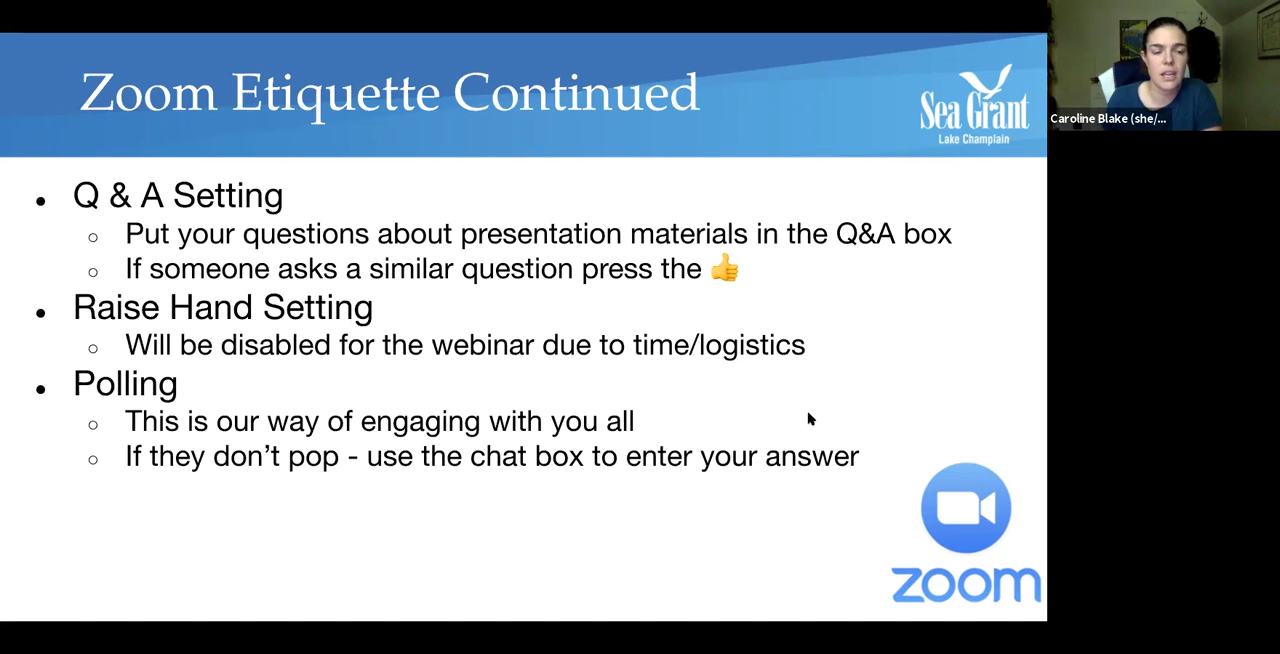 Zoom Etiquette Continued
Sea Grant
Lake Champlain
Caroline Blake (she/...
• Q & A Setting
○ Put your questions about presentation materials in the Q&A box
○ If someone asks a similar question press the 👍
• Raise Hand Setting
○ Will be disabled for the webinar due to time/logistics
• Polling
○ This is our way of engaging with you all
○ If they don’t pop - use the chat box to enter your answer
zoom